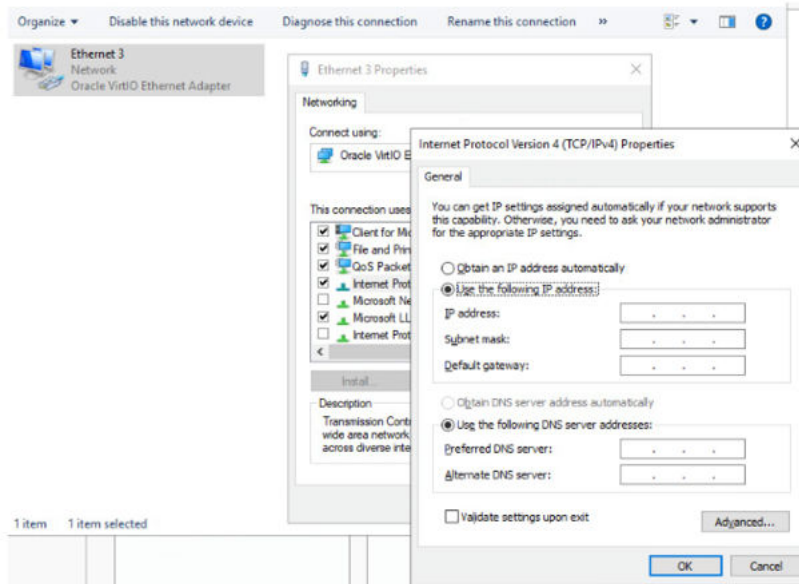 Organize
Disable this network device
Diagnose this connection
Rename this connection
»
?
Ethernet 3
Network
Oracle VirtIO Ethernet Adapter
Ethernet 3 Properties
Networking
Connect using:
Oracle VirtIO E
This connection uses
Client for Mic
File and Print
QoS Packet
Internet Prot
Microsoft Ne
Microsoft LL
Internet Prot
Install...
Description
Transmission Contr
wide area network
across diverse inte
Internet Protocol Version 4 (TCP/IPv4) Properties
General
You can get IP settings assigned automatically if your network supports
this capability. Otherwise, you need to ask your network administrator
for the appropriate IP settings.
Obtain an IP address automatically
Use the following IP address:
IP address:
Subnet mask:
Default gateway:
Obtain DNS server address automatically
Use the following DNS server addresses:
Preferred DNS server:
Alternate DNS server:
Validate settings upon exit
Advanced...
OK
Cancel
1 item
1 item selected